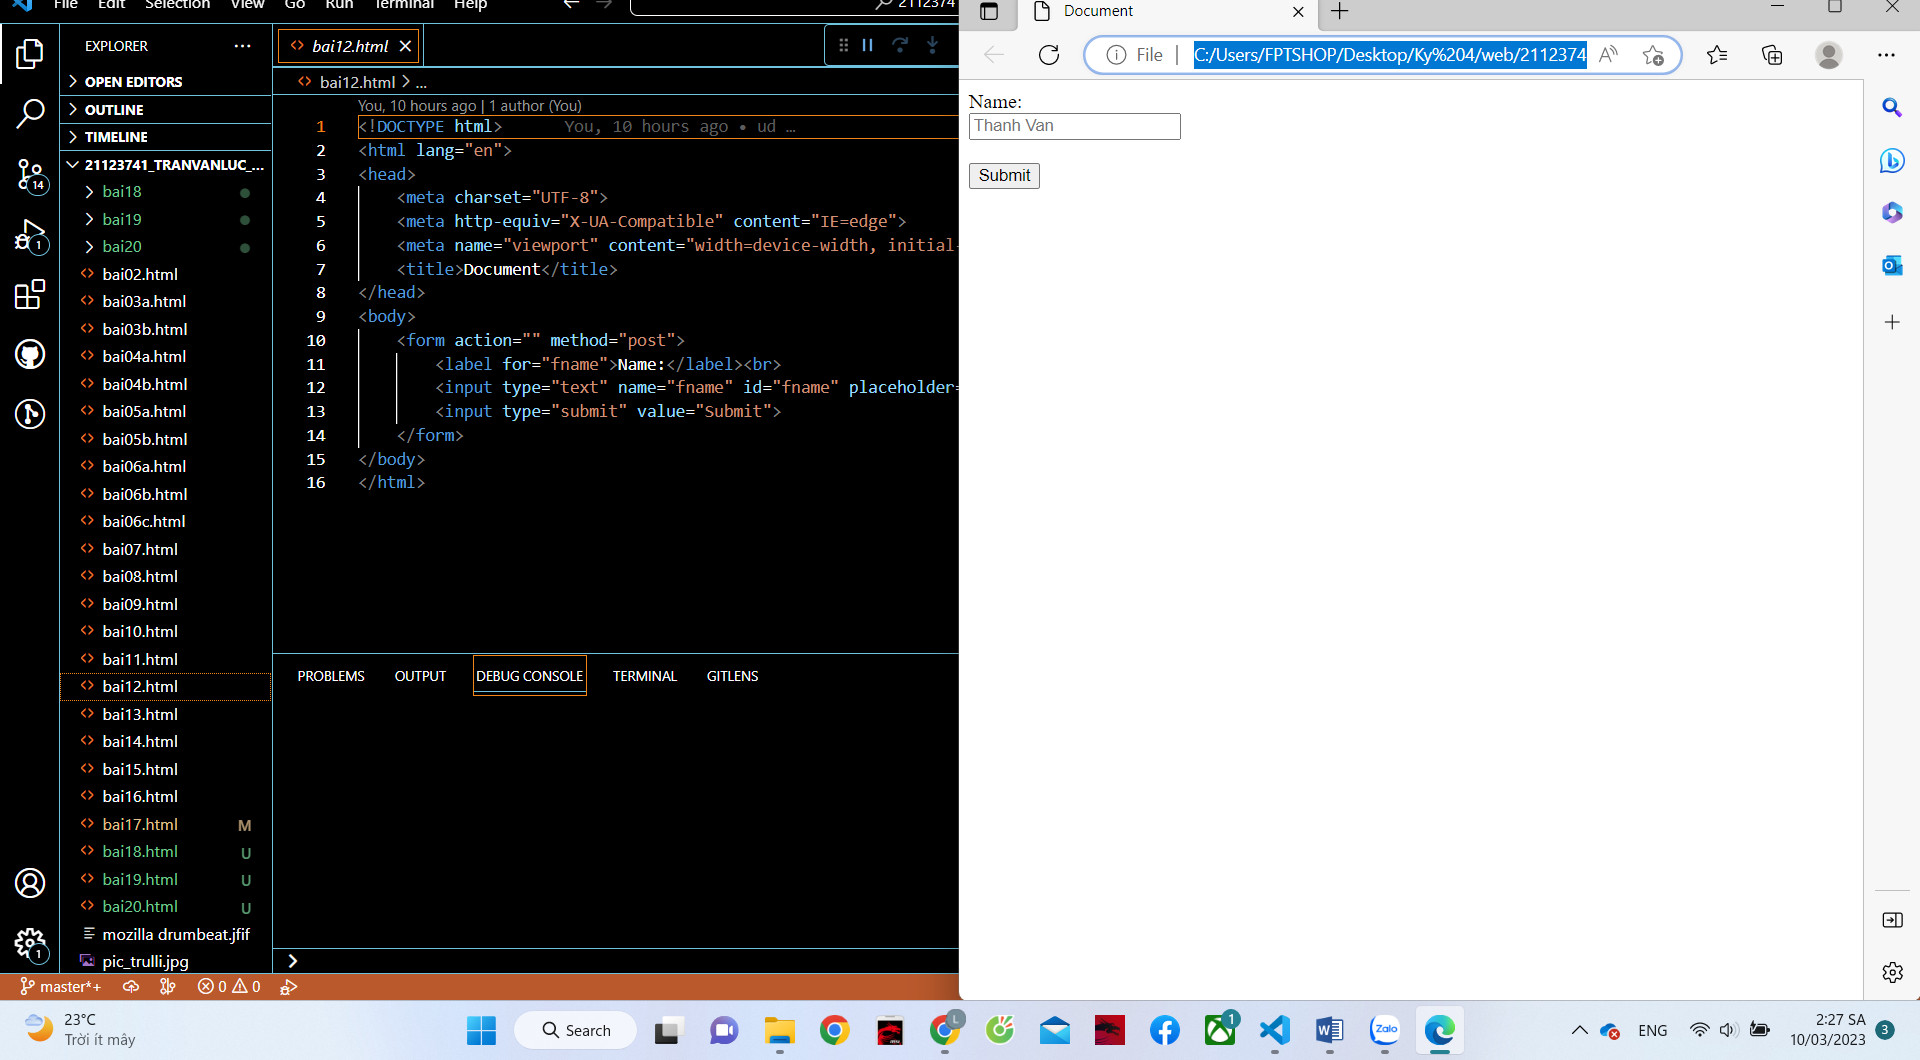 File Edit Selection View Go Run Terminal Help 2112374
EXPLORER
OPEN EDITORS
OUTLINE
TIMELINE
21123741_TRANVANLUC_...
bai18
bai19
bai20
bai02.html
bai03a.html
bai03b.html
bai04a.html
bai04b.html
bai05a.html
bai05b.html
bai06a.html
bai06b.html
bai06c.html
bai07.html
bai08.html
bai09.html
bai10.html
bai11.html
bai12.html
bai13.html
bai14.html
bai15.html
bai16.html
bai17.html M
bai18.html U
bai19.html U
bai20.html U
mozilla drumbeat.jfif
pic_trulli.jpg
14
1
1
bai12.html
bai12.html > ...
You, 10 hours ago | 1 author (You)
1 <!DOCTYPE html> You, 10 hours ago • ud …
2 <html lang="en">
3 <head>
4 <meta charset="UTF-8">
5 <meta http-equiv="X-UA-Compatible" content="IE=edge">
6 <meta name="viewport" content="width=device-width, initial-
7 <title>Document</title>
8 </head>
9 <body>
10 <form action="" method="post">
11 <label for="fname">Name:</label><br>
12 <input type="text" name="fname" id="fname" placeholder=
13 <input type="submit" value="Submit">
14 </form>
15 </body>
16 </html>
PROBLEMS OUTPUT DEBUG CONSOLE TERMINAL GITLENS
master*+ 0 0
Document
File C:/Users/FPTSHOP/Desktop/Ky%204/web/2112374
Name:
Thanh Van
Submit
23°C
Trời ít mây
Search
L
1
Zalo
ENG
2:27 SA
10/03/2023
3